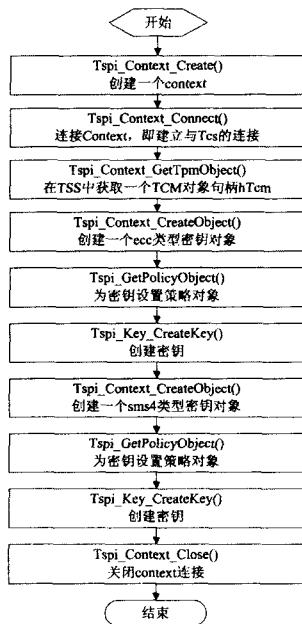 开始
Tspi_Context_Create()
创建一个context
Tspi_Context_Connect()
连接Context，即建立与Tcs的连接
Tspi_Context_GetTpmObject()
在TSS中获取一个TCM对象句柄hTcm
Tspi_Context_CreateObject()
创建一个ecc类型密钥对象
Tspi_GetPolicyObject()
为密钥设置策略对象
Tspi_Key_CreateKey()
创建密钥
Tspi_Context_CreateObject()
创建一个sms4类型密钥对象
Tspi_GetPolicyObject()
为密钥设置策略对象
Tspi_Key_CreateKey()
创建密钥
Tspi_Context_Close()
关闭context连接
结束